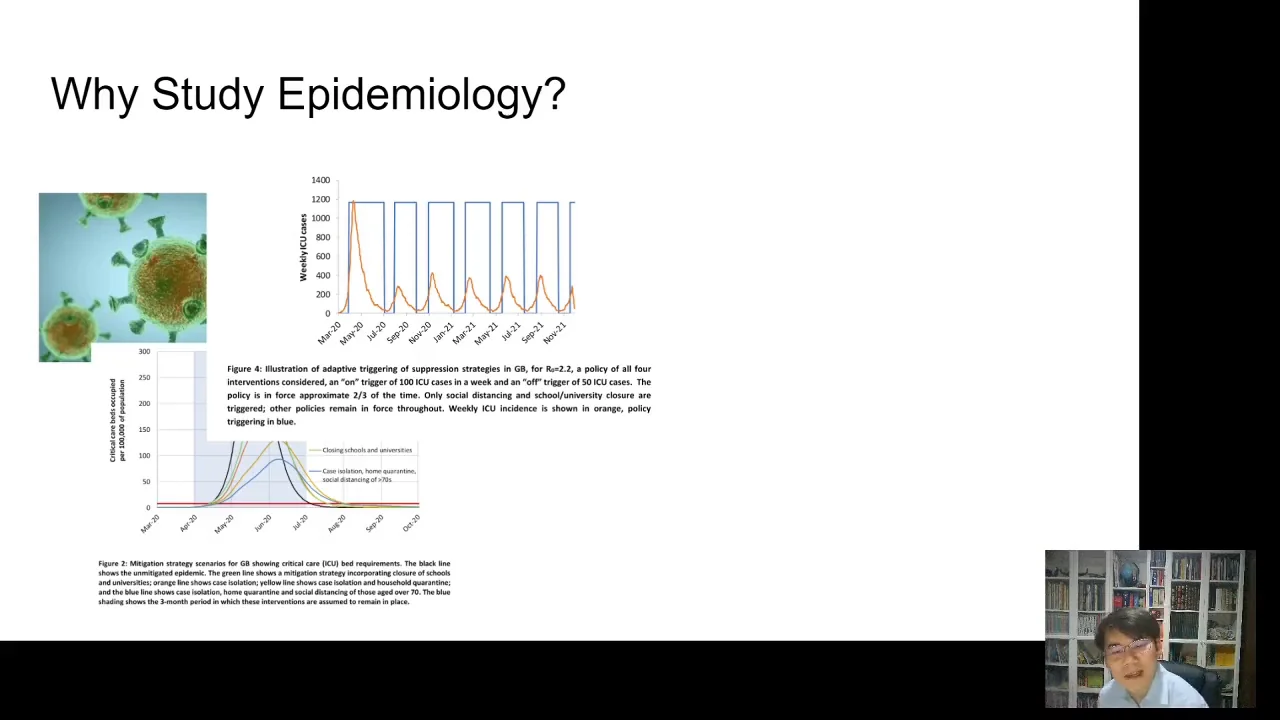 Why Study Epidemiology?
1400
1200
1000
800
600
400
200
0
Weekly ICU cases
Mar-20
May-20
Jul-20
Sep-20
Nov-20
Jan-21
Mar-21
May-21
Jul-21
Sep-21
Nov-21
Figure 4: Illustration of adaptive triggering of suppression strategies in GB, for R₀=2.2, a policy of all four
interventions considered, an “on” trigger of 100 ICU cases in a week and an “off” trigger of 50 ICU cases. The
policy is in force approximate 2/3 of the time. Only social distancing and school/university closure are
triggered; other policies remain in force throughout. Weekly ICU incidence is shown in orange, policy
triggering in blue.
300
250
200
150
100
50
0
Critical care beds occupied
per 100,000 of population
Closing schools and universities
Case isolation, home quarantine,
social distancing of >70s
Mar-20
Apr-20
May-20
Jun-20
Jul-20
Aug-20
Sep-20
Oct-20
Figure 2: Mitigation strategy scenarios for GB showing critical care (ICU) bed requirements. The black line
shows the unmitigated epidemic. The green line shows a mitigation strategy incorporating closure of schools
and universities; orange line shows case isolation; yellow line shows case isolation and household quarantine;
and the blue line shows case isolation, home quarantine and social distancing of those aged over 70. The blue
shading shows the 3-month period in which these interventions are assumed to remain in place.